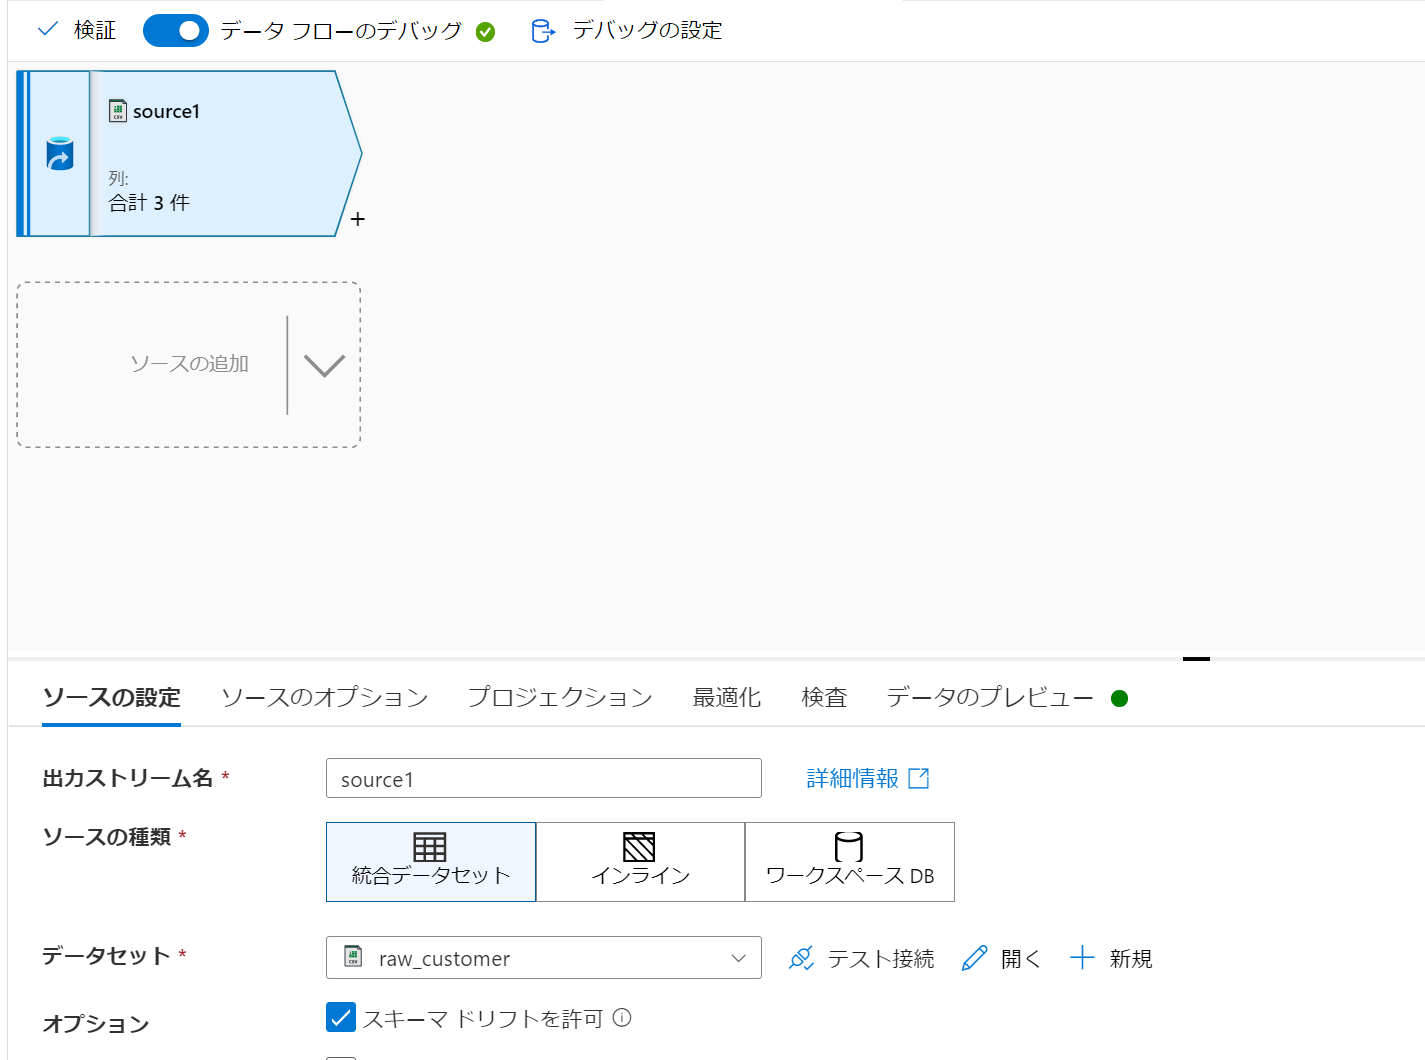 検証 データ フローのデバッグ デバッグの設定
source1
列:
合計 3 件
+
ソースの追加
ソースの設定 ソースのオプション プロジェクション 最適化 検査 データのプレビュー
出力ストリーム名 * source1 詳細情報
ソースの種類 * 統合データセット インライン ワークスペース DB
データセット * raw_customer テスト接続 開く 新規
オプション スキーマ ドリフトを許可